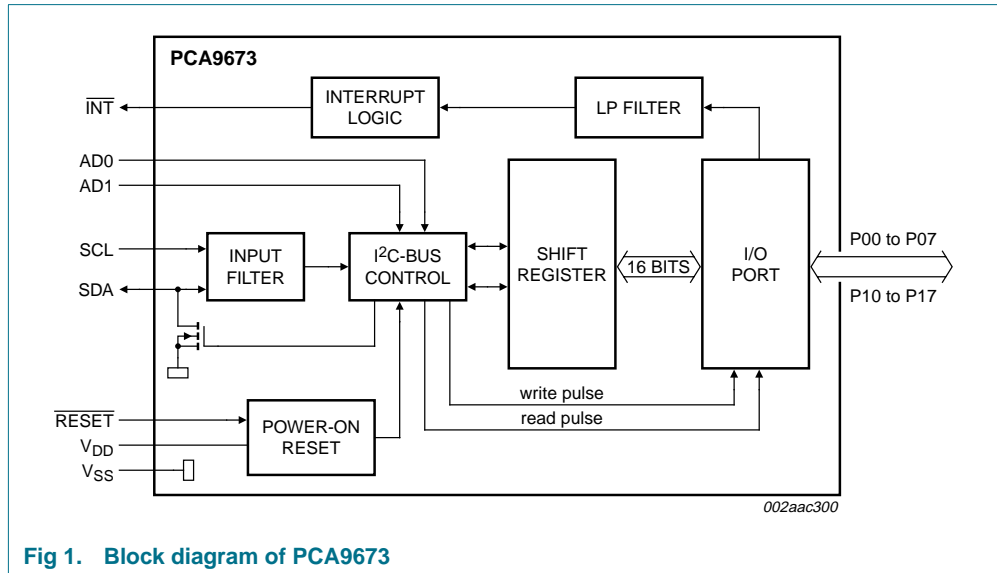 PCA9673
INT
INTERRUPT
LOGIC
LP FILTER
AD0
AD1
SCL
SDA
INPUT
FILTER
I²C-BUS
CONTROL
SHIFT
REGISTER
16 BITS
I/O
PORT
P00 to P07
P10 to P17
write pulse
read pulse
RESET
VDD
VSS
POWER-ON
RESET
002aac300
Fig 1. Block diagram of PCA9673